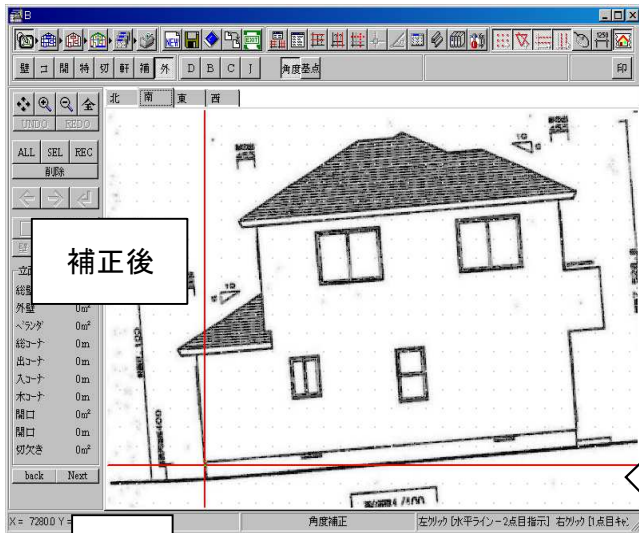 B
NEW
EXIT
壁 コ 開 特 切 軒 補 外 D B C J 角度 基点 印
北 南 東 西
全
UNDO REDO
ALL SEL REC
削除
補正後
外壁 0m²
ベランダ 0m²
総コーナ 0m
出コーナ 0m
入コーナ 0m
木コーナ 0m
開口 0m²
開口 0m
切欠き 0m²
back Next
10
10
X = 7280.0 Y =
角度補正
左クリック [水平ライン－2点目指示] 右クリック [1点目キャ